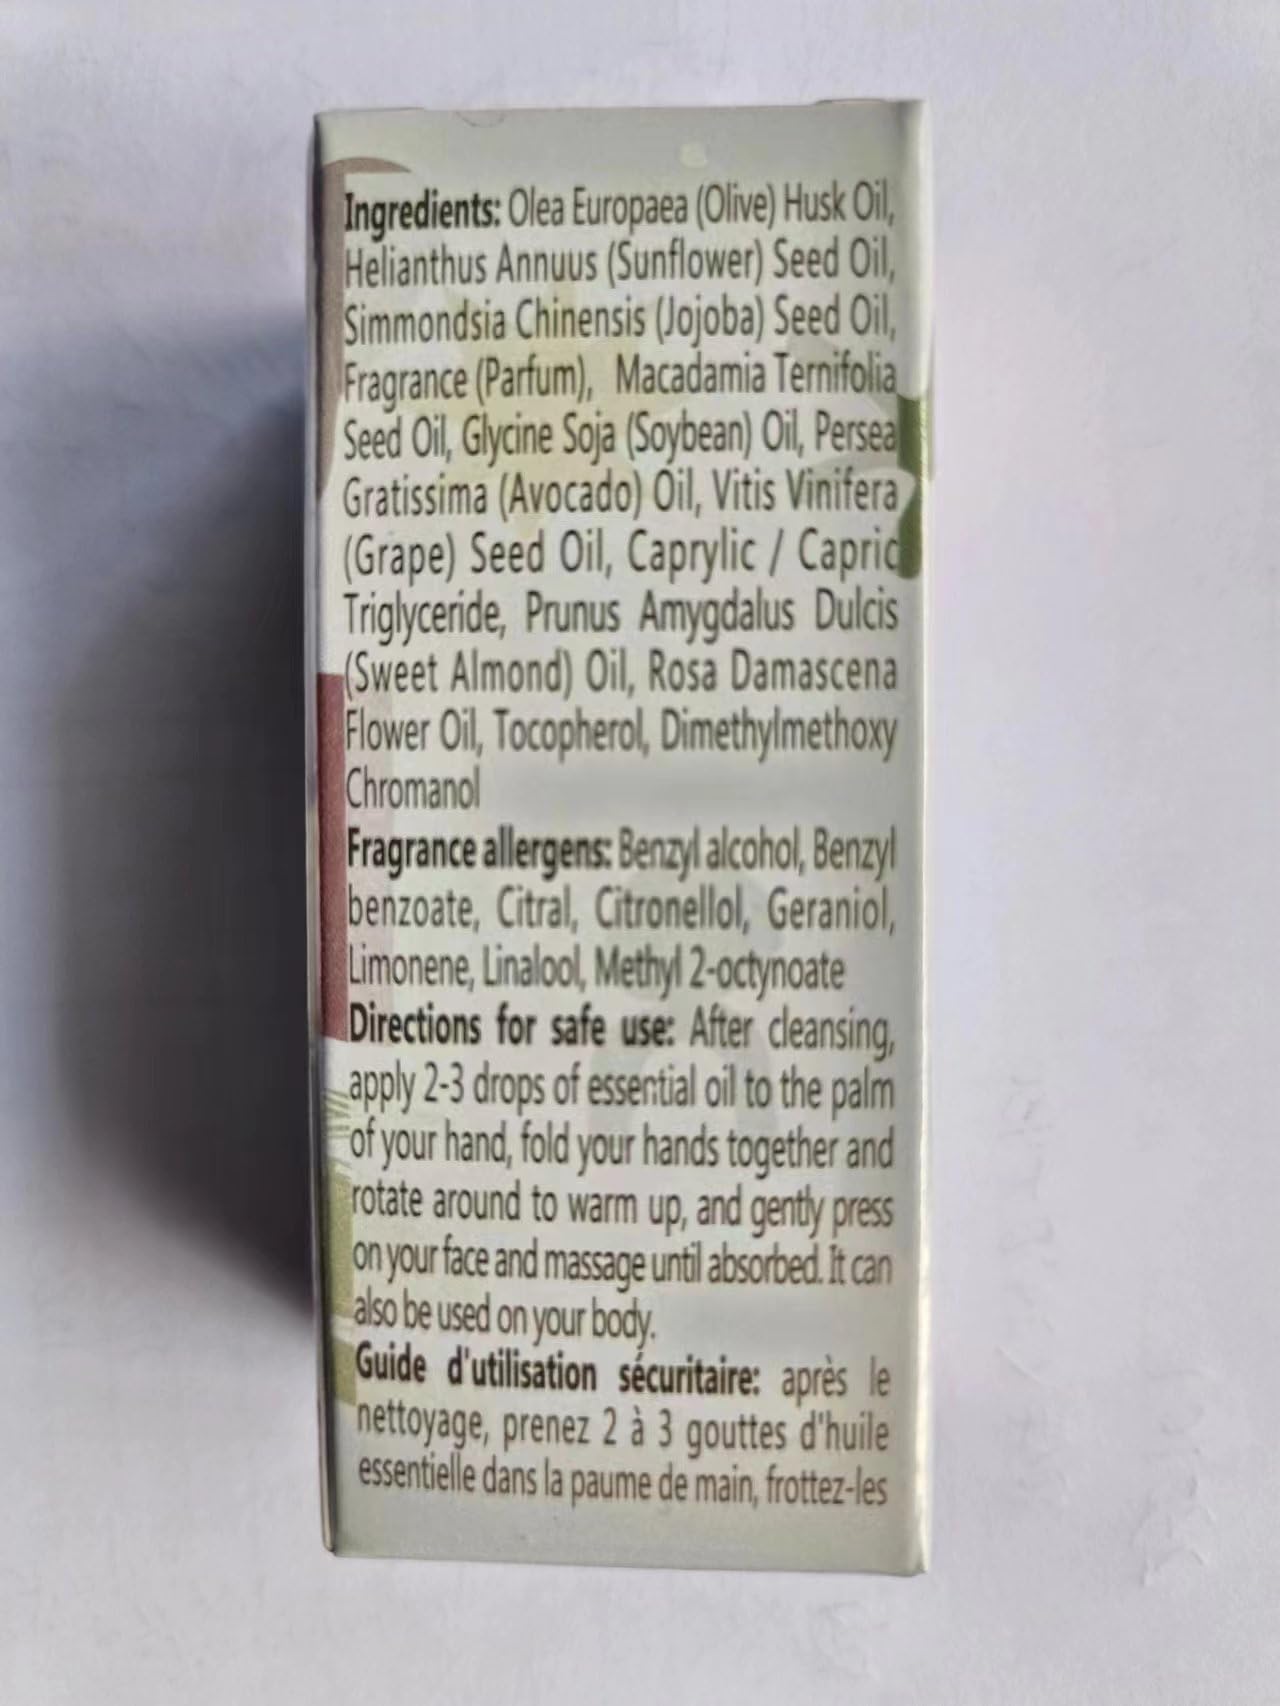 Ingredients: Olea Europaea (Olive) Husk Oil,
Helianthus Annuus (Sunflower) Seed Oil,
Simmondsia Chinensis (Jojoba) Seed Oil,
Fragrance (Parfum), Macadamia Ternifolia
Seed Oil, Glycine Soja (Soybean) Oil, Persea
Gratissima (Avocado) Oil, Vitis Vinifera
(Grape) Seed Oil, Caprylic / Capric
Triglyceride, Prunus Amygdalus Dulcis
(Sweet Almond) Oil, Rosa Damascena
Flower Oil, Tocopherol, Dimethylmethoxy
Chromanol
Fragrance allergens: Benzyl alcohol, Benzyl
benzoate, Citral, Citronellol, Geraniol,
Limonene, Linalool, Methyl 2-octynoate
Directions for safe use: After cleansing,
apply 2-3 drops of essential oil to the palm
of your hand, fold your hands together and
rotate around to warm up, and gently press
on your face and massage until absorbed. It can
also be used on your body.
Guide d'utilisation sécuritaire: après le
nettoyage, prenez 2 à 3 gouttes d'huile
essentielle dans la paume de main, frottez-les